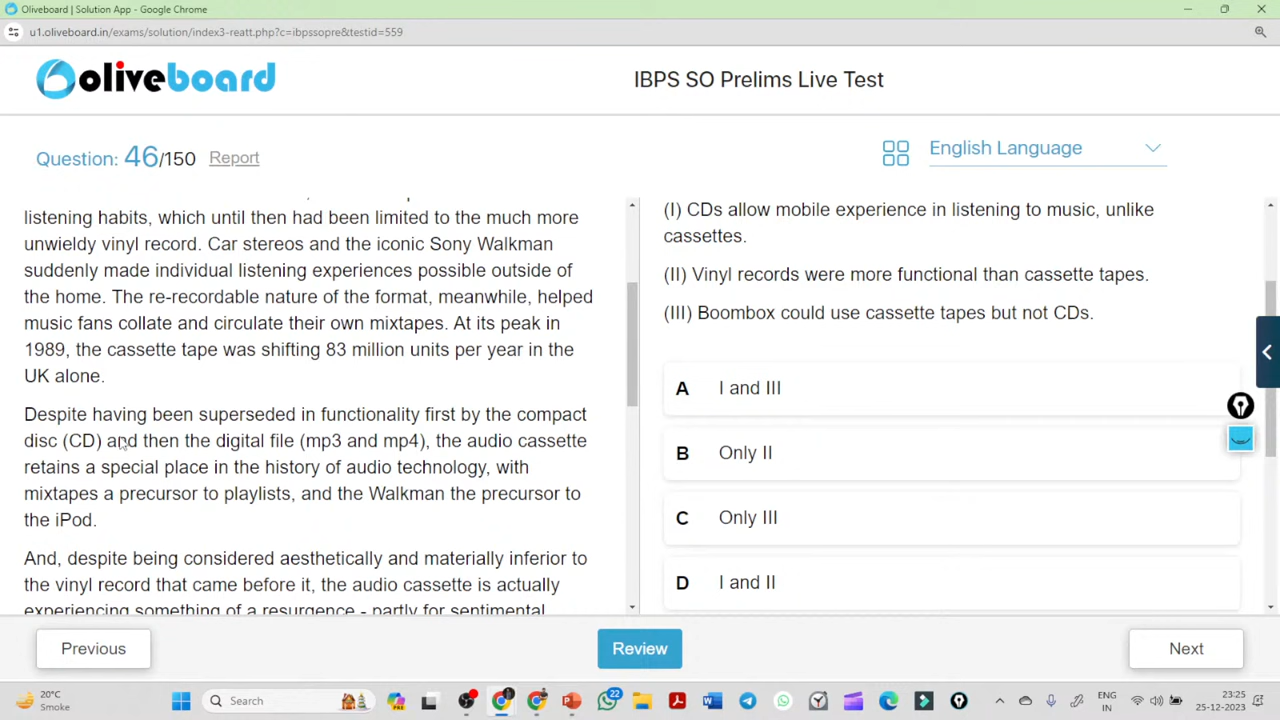 Oliveboard | Solution App - Google Chrome
u1.oliveboard.in/exams/solution/index3-reatt.php?c=ibpssopre&testid=559
oliveboard
IBPS SO Prelims Live Test
Question: 46/150 Report
English Language
listening habits, which until then had been limited to the much more
unwieldy vinyl record. Car stereos and the iconic Sony Walkman
suddenly made individual listening experiences possible outside of
the home. The re-recordable nature of the format, meanwhile, helped
music fans collate and circulate their own mixtapes. At its peak in
1989, the cassette tape was shifting 83 million units per year in the
UK alone.
Despite having been superseded in functionality first by the compact
disc (CD) and then the digital file (mp3 and mp4), the audio cassette
retains a special place in the history of audio technology, with
mixtapes a precursor to playlists, and the Walkman the precursor to
the iPod.
And, despite being considered aesthetically and materially inferior to
the vinyl record that came before it, the audio cassette is actually
experiencing something of a resurgence - partly for sentimental
(I) CDs allow mobile experience in listening to music, unlike
cassettes.
(II) Vinyl records were more functional than cassette tapes.
(III) Boombox could use cassette tapes but not CDs.
A I and III
B Only II
C Only III
D I and II
Previous
Review
Next
20°C
Smoke
Search
22
ENG
IN
23:25
25-12-2023